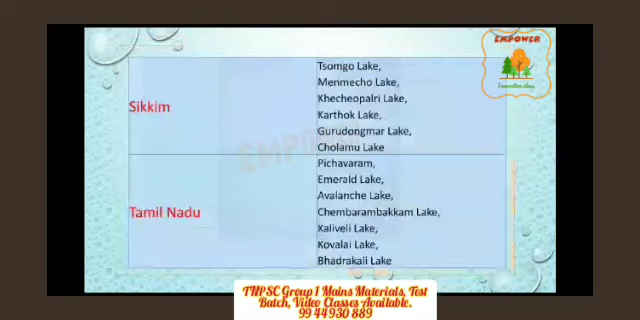 EMPOWER
Innovative ideas
Tsomgo Lake,
Menmecho Lake,
Sikkim
Khecheopalri Lake,
Karthok Lake,
Gurudongmar Lake,
Cholamu Lake
Pichavaram,
Emerald Lake,
Avalanche Lake,
Tamil Nadu
Chembarambakkam Lake,
Kaliveli Lake,
Kovalai Lake,
Bhadrakali Lake
TNPSC Group 1 Mains Materials, Test
Batch, Video Classes Available.
99 44 930 889